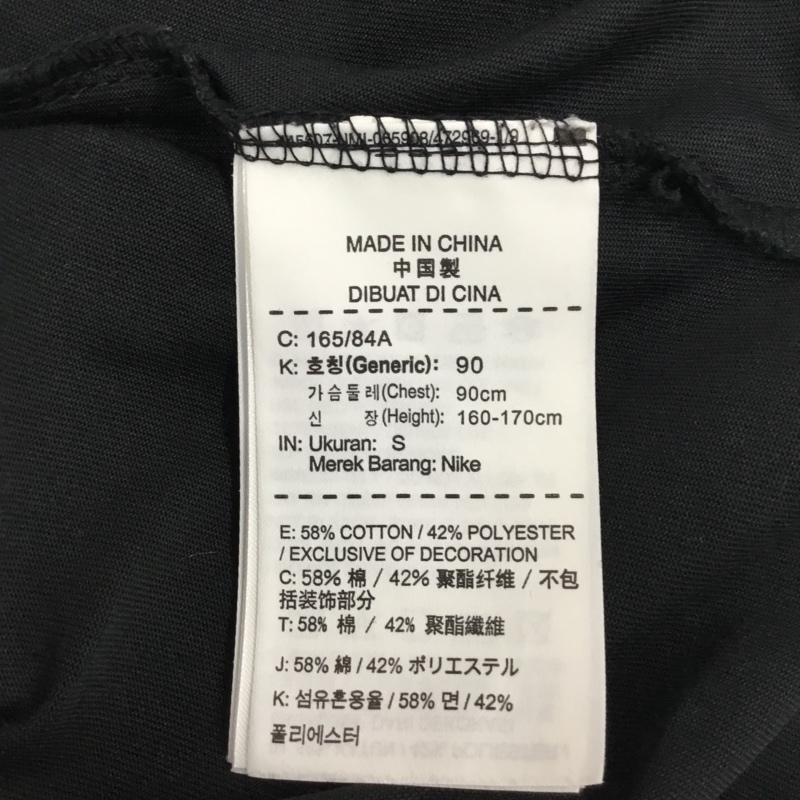 MADE IN CHINA
中国製
DIBUAT DI CINA
C: 165/84A
K: 호칭(Generic): 90
가슴둘레(Chest): 90cm
신 장(Height): 160-170cm
IN: Ukuran: S
Merek Barang: Nike
E: 58% COTTON / 42% POLYESTER
/ EXCLUSIVE OF DECORATION
C: 58% 棉 / 42% 聚酯纤维 / 不包
括装饰部分
T: 58% 棉 / 42% 聚酯纖維
J: 58% 綿 / 42% ポリエステル
K: 섬유혼용율 / 58% 면 / 42%
폴리에스터